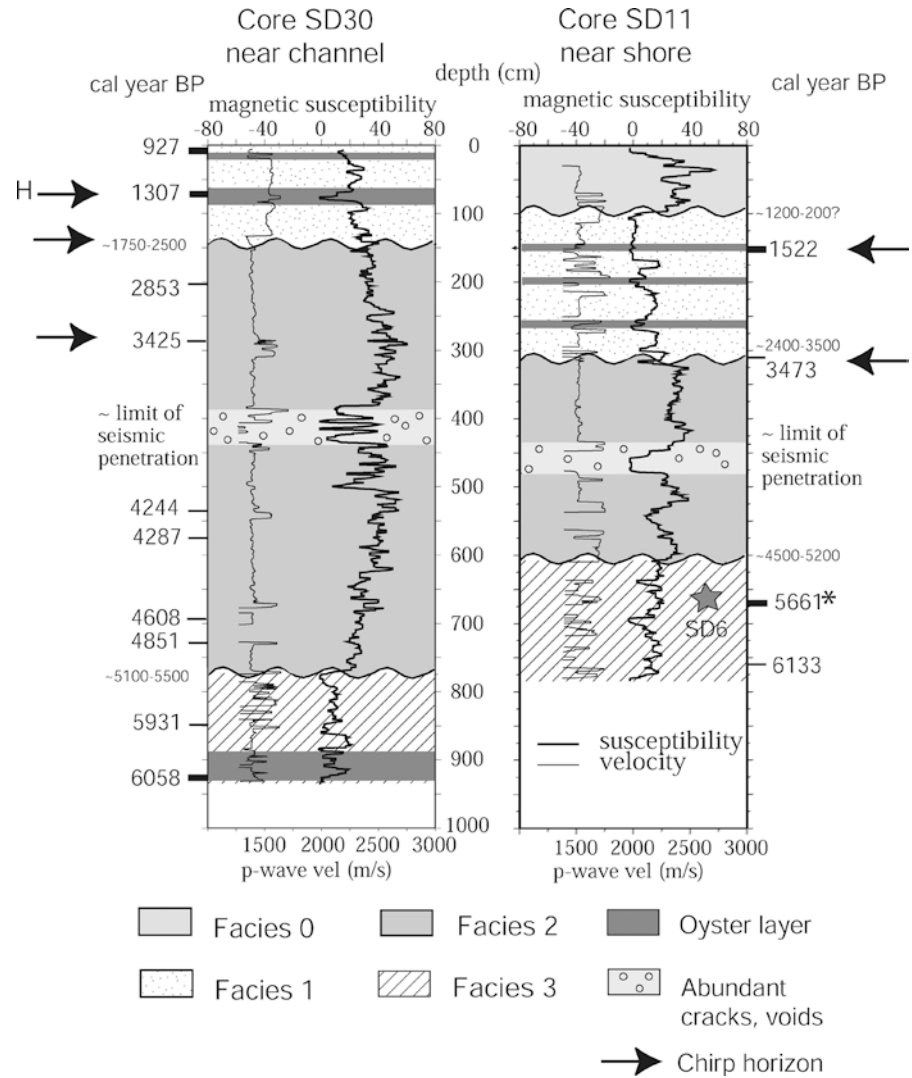 Core SD30
near channel
Core SD11
near shore
cal year BP
depth (cm)
cal year BP
magnetic susceptibility
magnetic susceptibility
-80 -40 0 40 80
-80 -40 0 40 80
0
927
H
1307
100
~1200-200?
~1750-2500
1522
200
2853
3425
300
~2400-3500
3473
~ limit of
seismic
penetration
400
~ limit of
seismic
penetration
500
4244
4287
600
~4500-5200
5661*
SD6
4608
700
4851
~5100-5500
6133
800
5931
susceptibility
velocity
900
6058
1000
1500 2000 2500 3000
1500 2000 2500 3000
p-wave vel (m/s)
p-wave vel (m/s)
Facies 0
Facies 2
Oyster layer
Facies 1
Facies 3
Abundant
cracks, voids
Chirp horizon